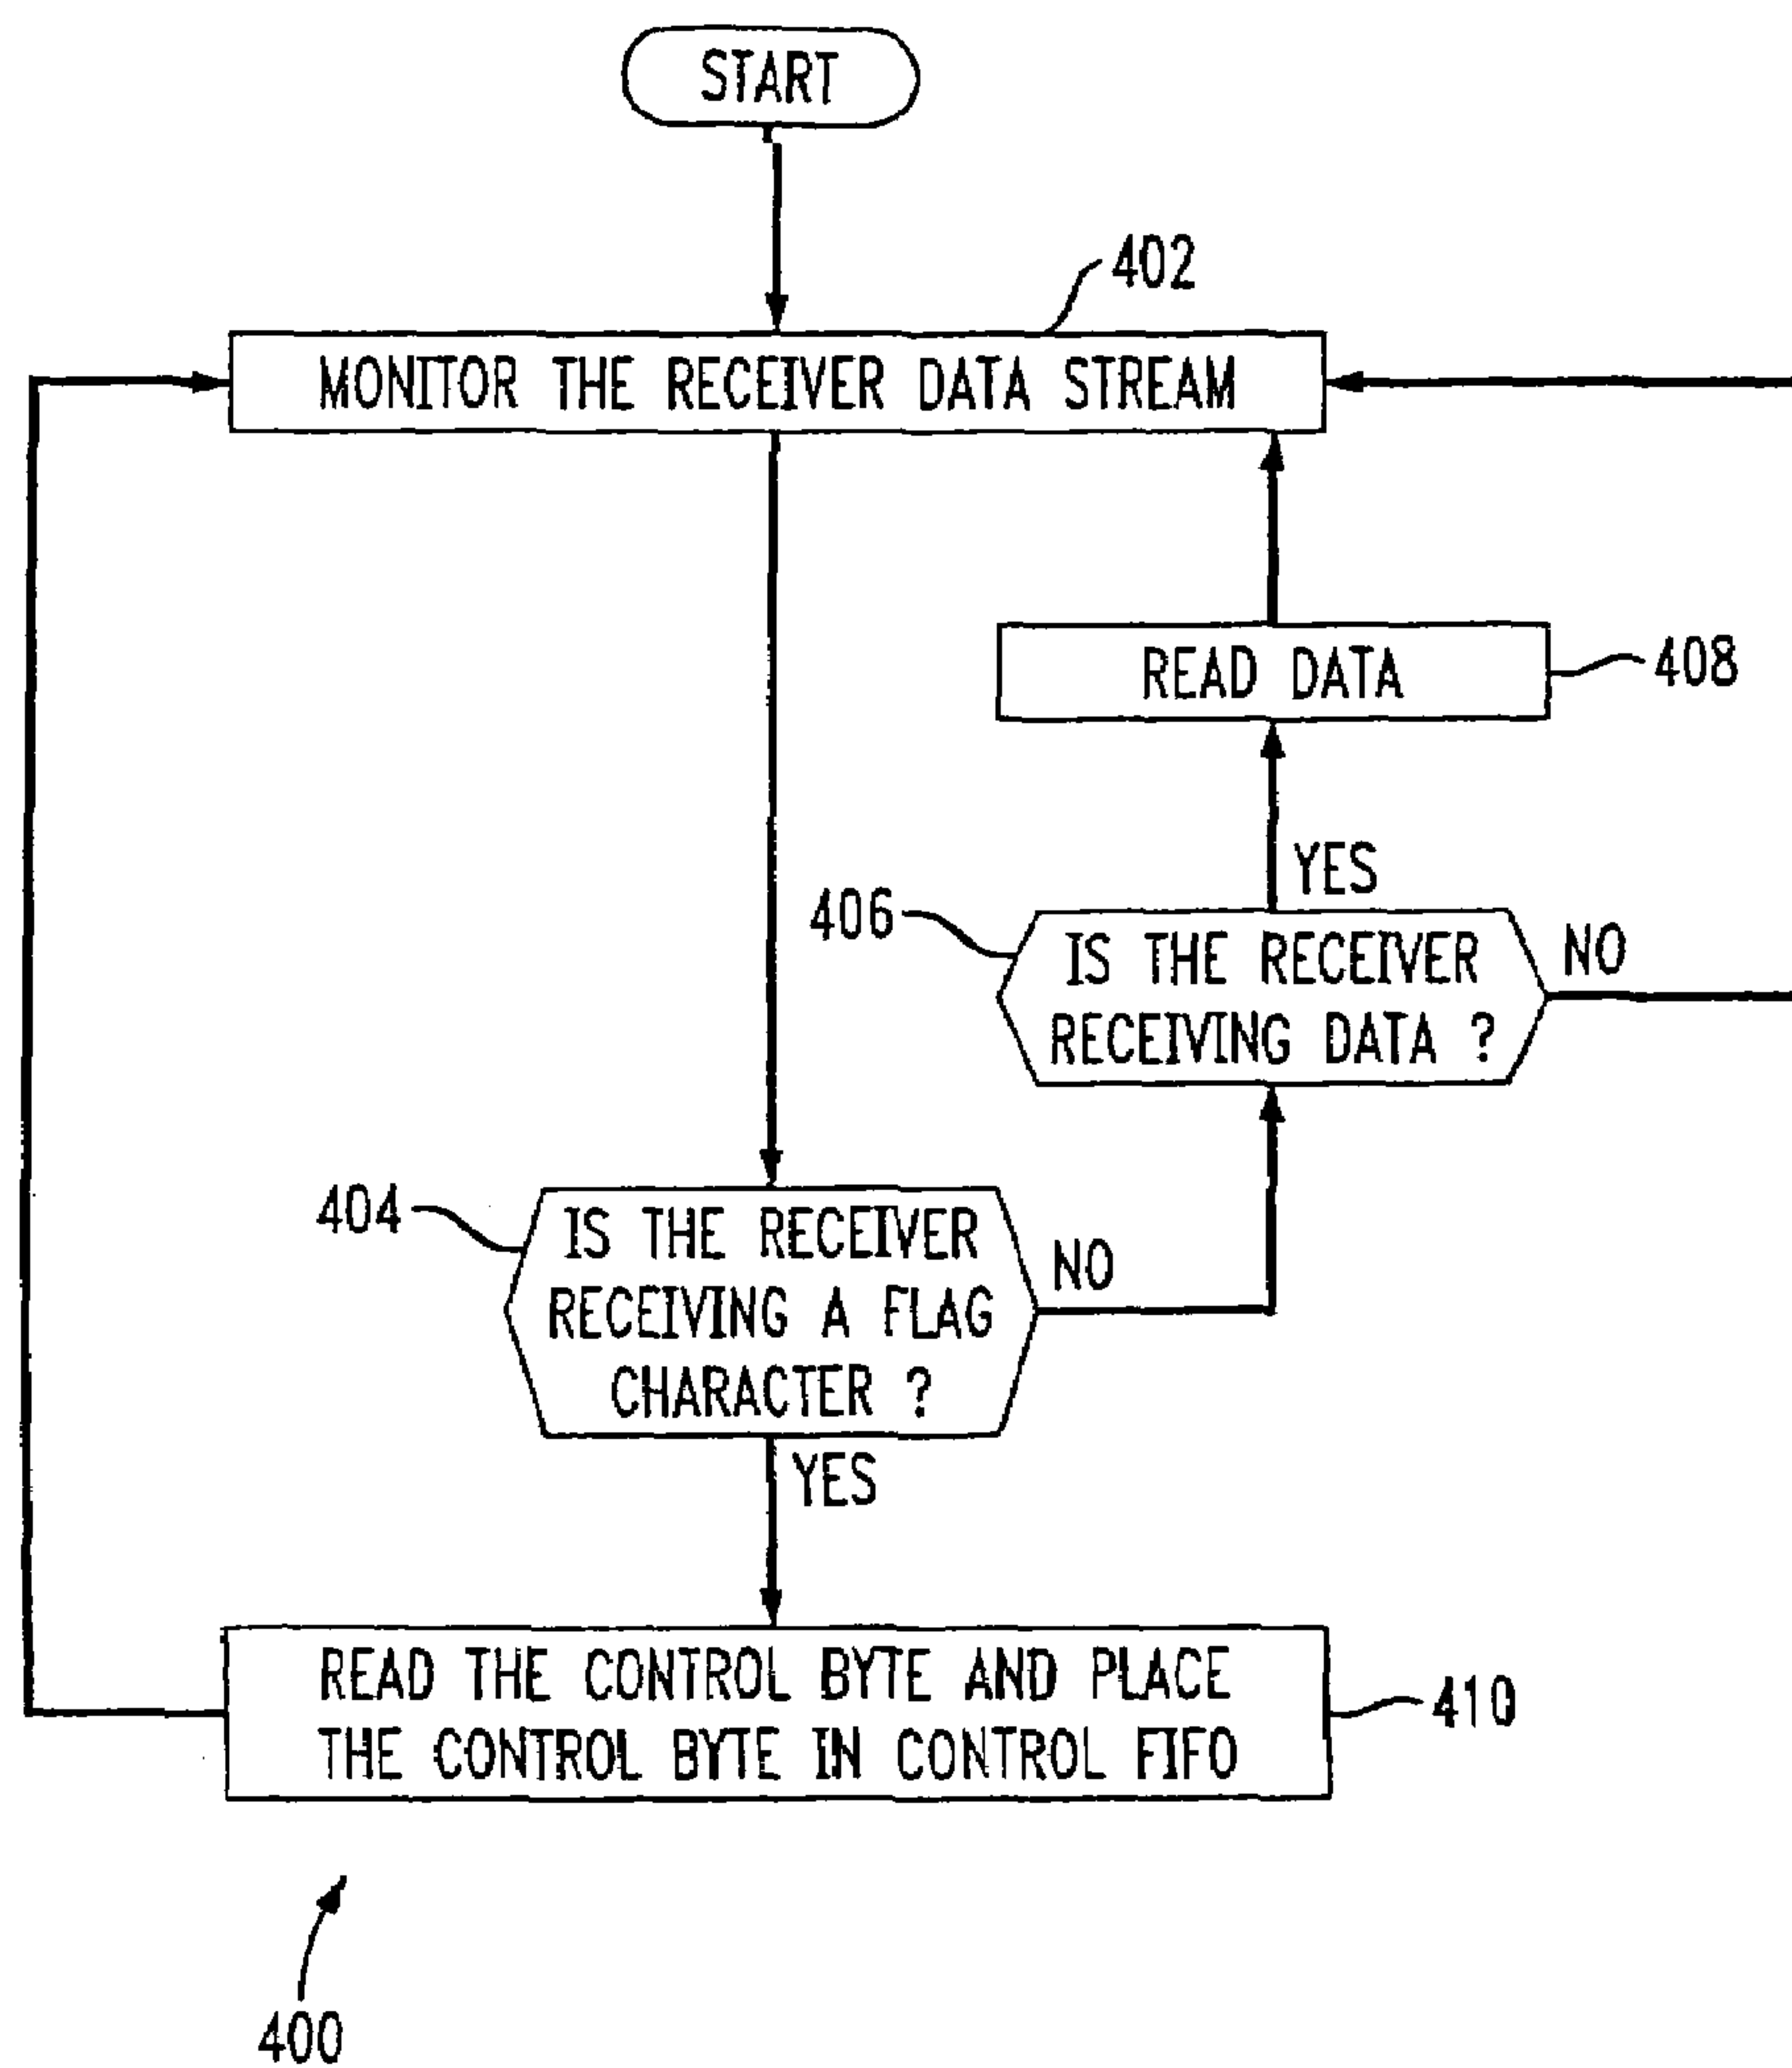 START
402
MONITOR THE RECEIVER DATA STREAM
READ DATA
408
YES
406
IS THE RECEIVER
RECEIVING DATA ?
NO
404
IS THE RECEIVER
RECEIVING A FLAG
CHARACTER ?
NO
YES
READ THE CONTROL BYTE AND PLACE
THE CONTROL BYTE IN CONTROL FIFO
410
400